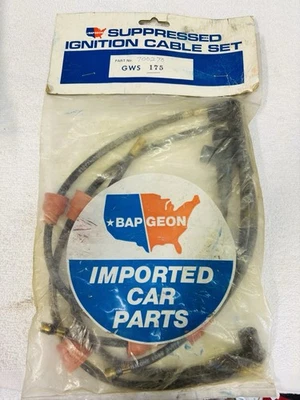 SUPPRESSED
IGNITION CABLE SET
PART No.
GWS 175
★BAP GEON
IMPORTED
CAR
PARTS